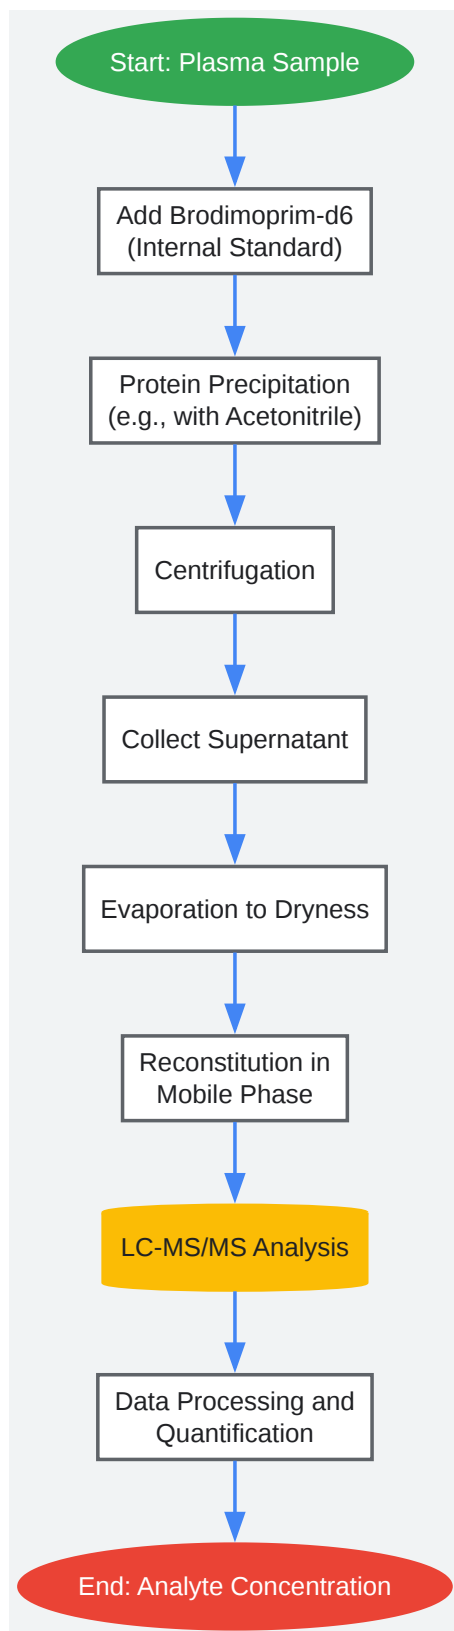 Start: Plasma Sample
Add Brodimoprim-d6
(Internal Standard)
Protein Precipitation
(e.g., with Acetonitrile)
Centrifugation
Collect Supernatant
Evaporation to Dryness
Reconstitution in
Mobile Phase
LC-MS/MS Analysis
Data Processing and
Quantification
End: Analyte Concentration